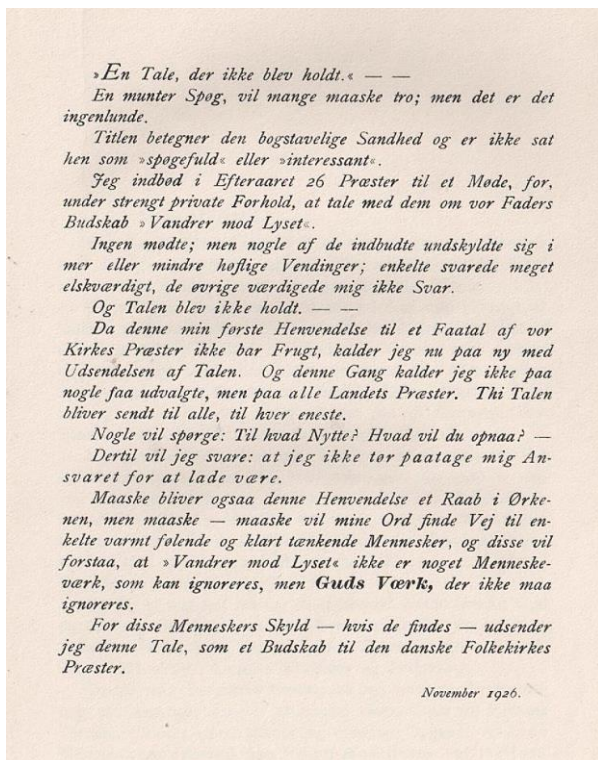 »En Tale, der ikke blev holdt.« — —
En munter Spøg, vil mange maaske tro; men det er det
ingenlunde.
Titlen betegner den bogstavelige Sandhed og er ikke sat
hen som »spøgefuld« eller »interessant«.
Jeg indbød i Efteraaret 26 Præster til et Møde, for,
under strengt private Forhold, at tale med dem om vor Faders
Budskab »Vandrer mod Lyset«.
Ingen mødte; men nogle af de indbudte undskyldte sig i
mer eller mindre høflige Vendinger; enkelte svarede meget
elskværdigt, de øvrige værdigede mig ikke Svar.
Og Talen blev ikke holdt. — —
Da denne min første Henvendelse til et Faatal af vor
Kirkes Præster ikke bar Frugt, kalder jeg nu paa ny med
Udsendelsen af Talen. Og denne Gang kalder jeg ikke paa
nogle faa udvalgte, men paa alle Landets Præster. Thi Talen
bliver sendt til alle, til hver eneste.
Nogle vil spørge: Til hvad Nytte? Hvad vil du opnaa? —
Dertil vil jeg svare: at jeg ikke tør paatage mig An-
svaret for at lade være.
Maaske bliver ogsaa denne Henvendelse et Raab i Ørke-
nen, men maaske — maaske vil mine Ord finde Vej til en-
kelte varmt følende og klart tænkende Mennesker, og disse vil
forstaa, at »Vandrer mod Lyset« ikke er noget Menneske-
værk, som kan ignoreres, men Guds Værk, der ikke maa
ignoreres.
For disse Menneskers Skyld — hvis de findes — udsender
jeg denne Tale, som et Budskab til den danske Folkekirkes
Præster.
November 1926.